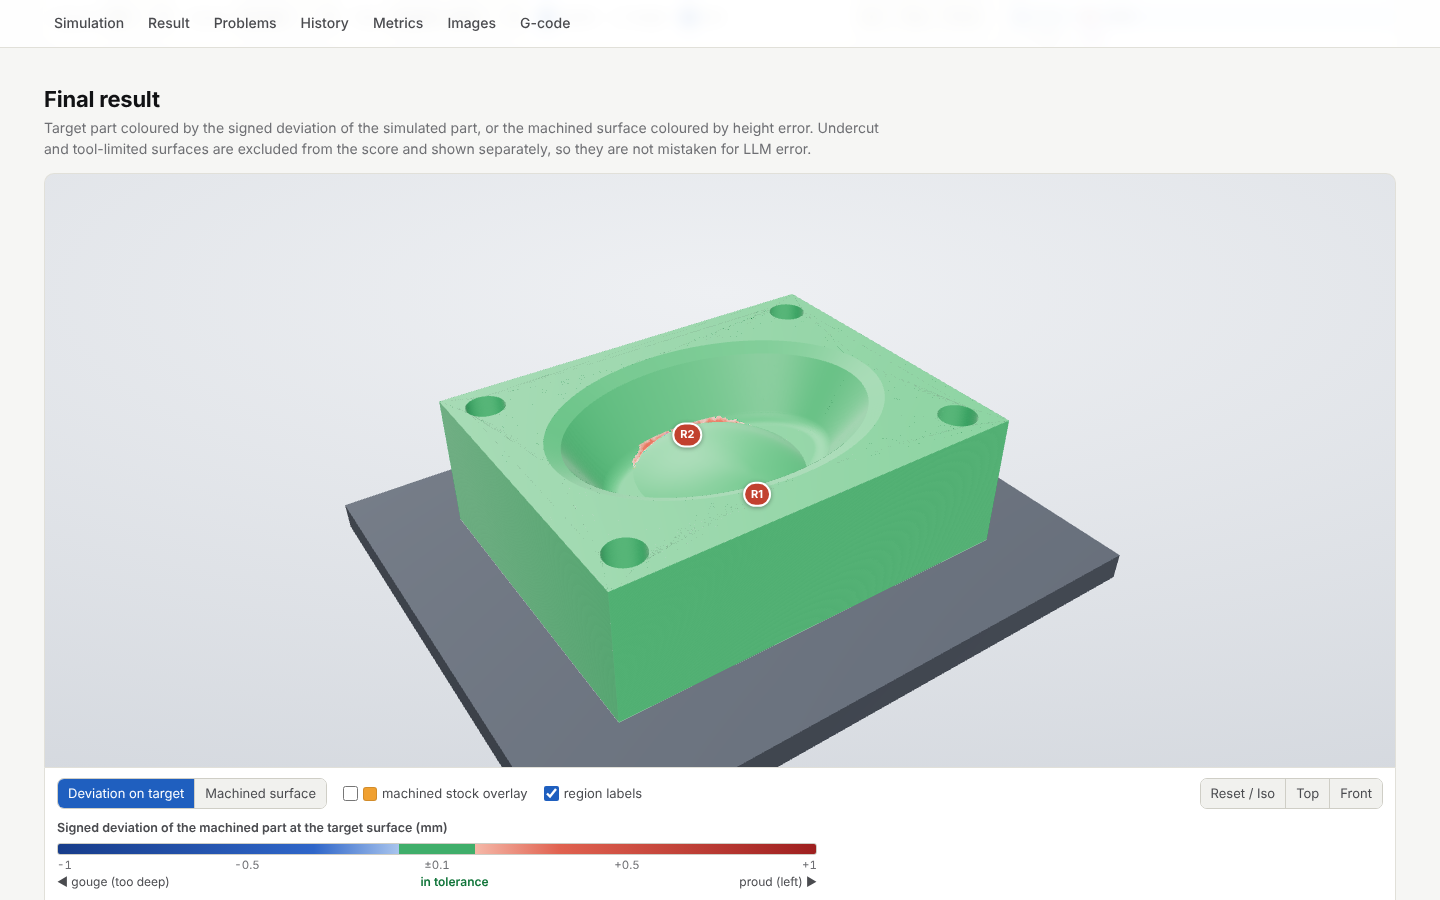 Simulation Result Problems History Metrics Images G-code
Final result
Target part coloured by the signed deviation of the simulated part, or the machined surface coloured by height error. Undercut
and tool-limited surfaces are excluded from the score and shown separately, so they are not mistaken for LLM error.
R2
R1
Deviation on target Machined surface machined stock overlay region labels Reset / Iso Top Front
Signed deviation of the machined part at the target surface (mm)
-1 -0.5 ±0.1 +0.5 +1
◀ gouge (too deep) in tolerance proud (left) ▶